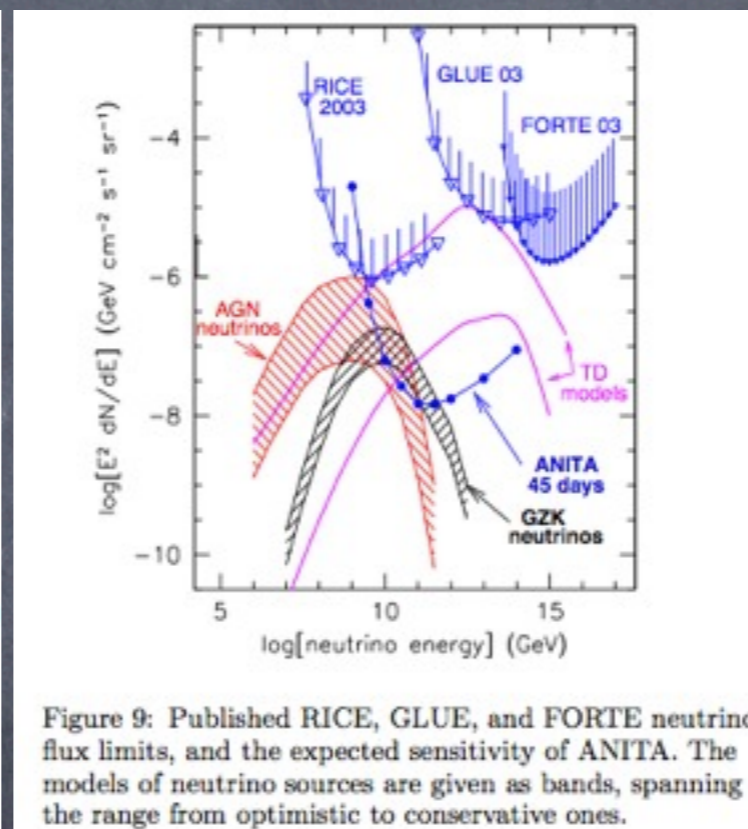 RICE
2003
GLUE 03
FORTE 03
-4
-6
-8
-10
log[E² dN/dE] (GeV cm⁻² s⁻¹ sr⁻¹)
AGN
neutrinos
TD
models
ANITA
45 days
GZK
neutrinos
5
10
15
log[neutrino energy] (GeV)
Figure 9: Published RICE, GLUE, and FORTE neutrino
flux limits, and the expected sensitivity of ANITA. The
models of neutrino sources are given as bands, spanning
the range from optimistic to conservative ones.